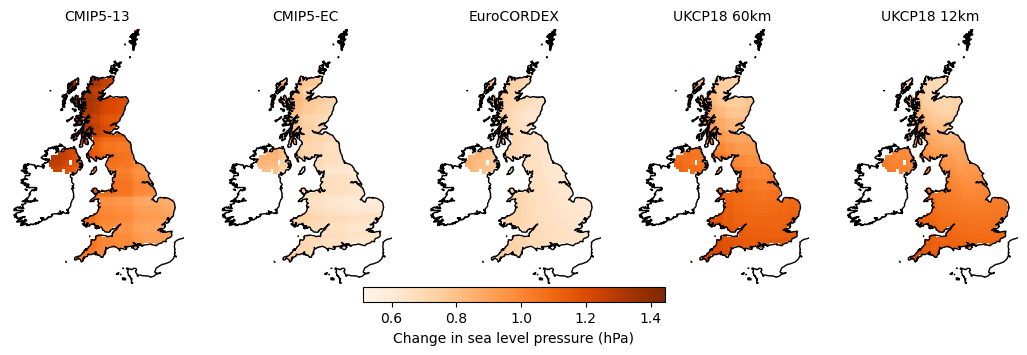 CMIP5-13 CMIP5-EC EuroCORDEX UKCP18 60km UKCP18 12km
0.6 0.8 1.0 1.2 1.4
Change in sea level pressure (hPa)